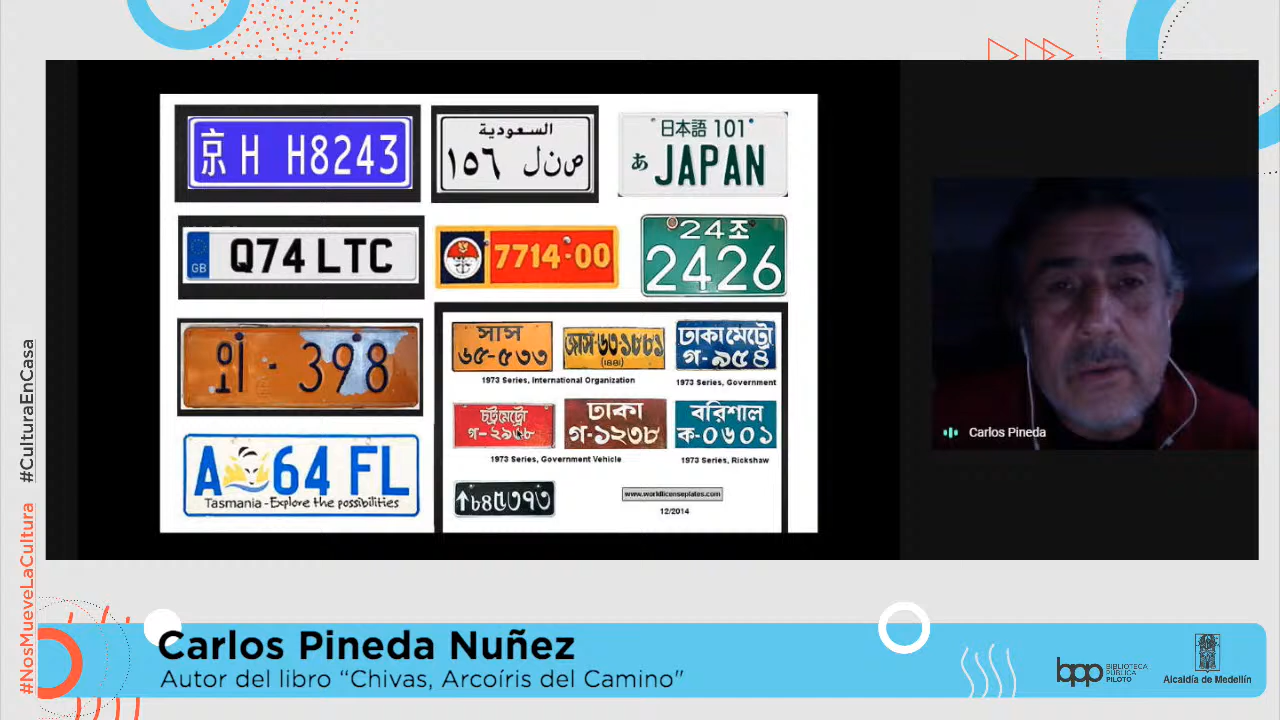 京 H H8243
السعودية
١٥٦ ص ن ل
日本語 101
あ JAPAN
GB Q74 LTC
7714·00
24조
2426
398
A 64 FL
Tasmania - Explore the possibilities
সাস
৬৫-৫৩৩
(1881)
ঢাকা মেট্রো
গ-৯৫৪
1973 Series, International Organization
1973 Series, Government
চট্টমেট্রো
ঢাকা
গ-১২৩৮
বরিশাল
ক-০৬০১
1973 Series, Government Vehicle
1973 Series, Rickshaw
www.worldlicenseplates.com
12/2014
Carlos Pineda
#NosMueveLaCultura #CulturaEnCasa
Carlos Pineda Nuñez
Autor del libro “Chivas, Arcoíris del Camino"
bpp BIBLIOTECA
PÚBLICA
PILOTO
Alcaldía de Medellín